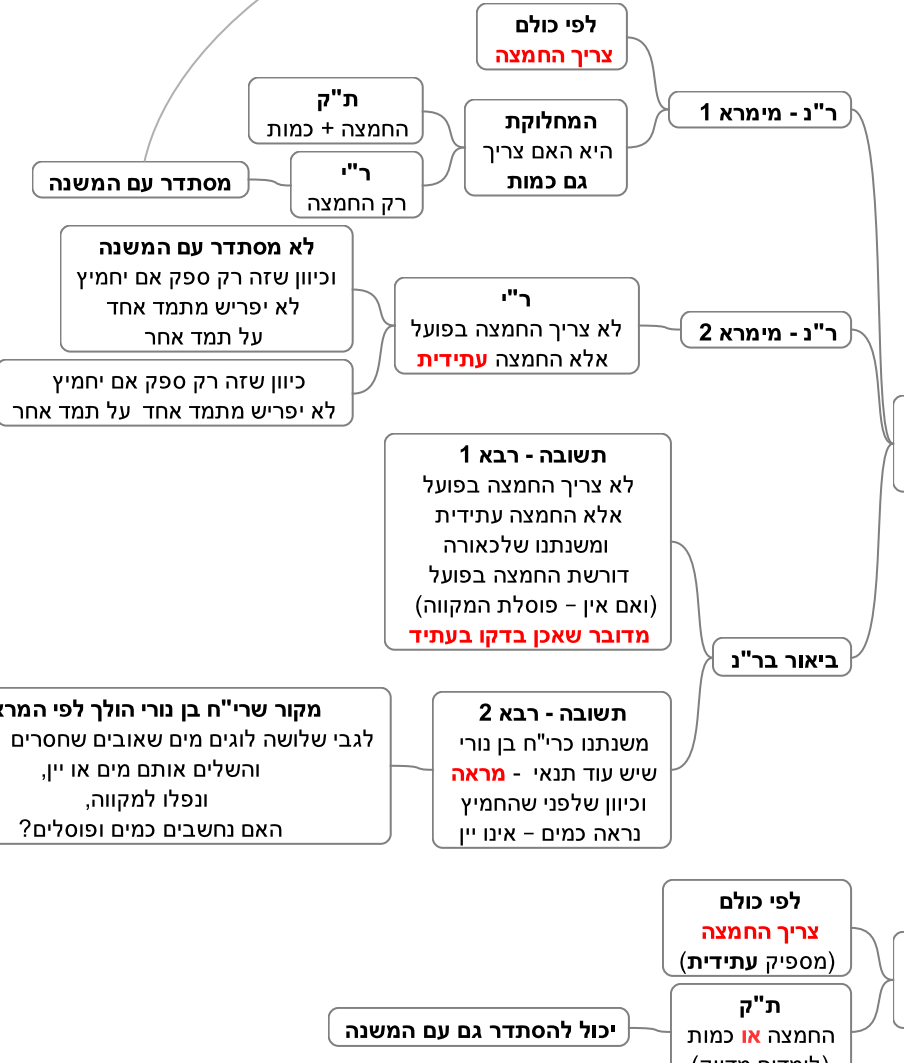 לפי כולם
צריך החמצה
ר"נ - מימרא 1
ת"ק
החמצה + כמות
המחלוקת
היא האם צריך
גם כמות
ר"י
רק החמצה
מסתדר עם המשנה
לא מסתדר עם המשנה
וכיוון שזה רק ספק אם יחמיץ
לא יפריש מתמד אחד
על תמד אחר
ר"נ - מימרא 2
ר"י
לא צריך החמצה בפועל
אלא החמצה עתידית
כיוון שזה רק ספק אם יחמיץ
לא יפריש מתמד אחד על תמד אחר
תשובה - רבא 1
לא צריך החמצה בפועל
אלא החמצה עתידית
ומשנתנו שלכאורה
דורשת החמצה בפועל
(ואם אין – פוסלת המקווה)
מדובר שאכן בדקו בעתיד
ביאור בר"נ
תשובה - רבא 2
משנתנו כרי"ח בן נורי
שיש עוד תנאי - מראה
וכיוון שלפני שהחמיץ
נראה כמים – אינו יין
מקור שרי"ח בן נורי הולך לפי
לגבי שלושה לוגים מים שאובים שחסרים
והשלים אותם מים או יין,
ונפלו למקווה,
האם נחשבים כמים ופוסלים?
לפי כולם
צריך החמצה
(מספיק עתידית)
ת"ק
החמצה או כמות
יכול להסתדר גם עם המשנה